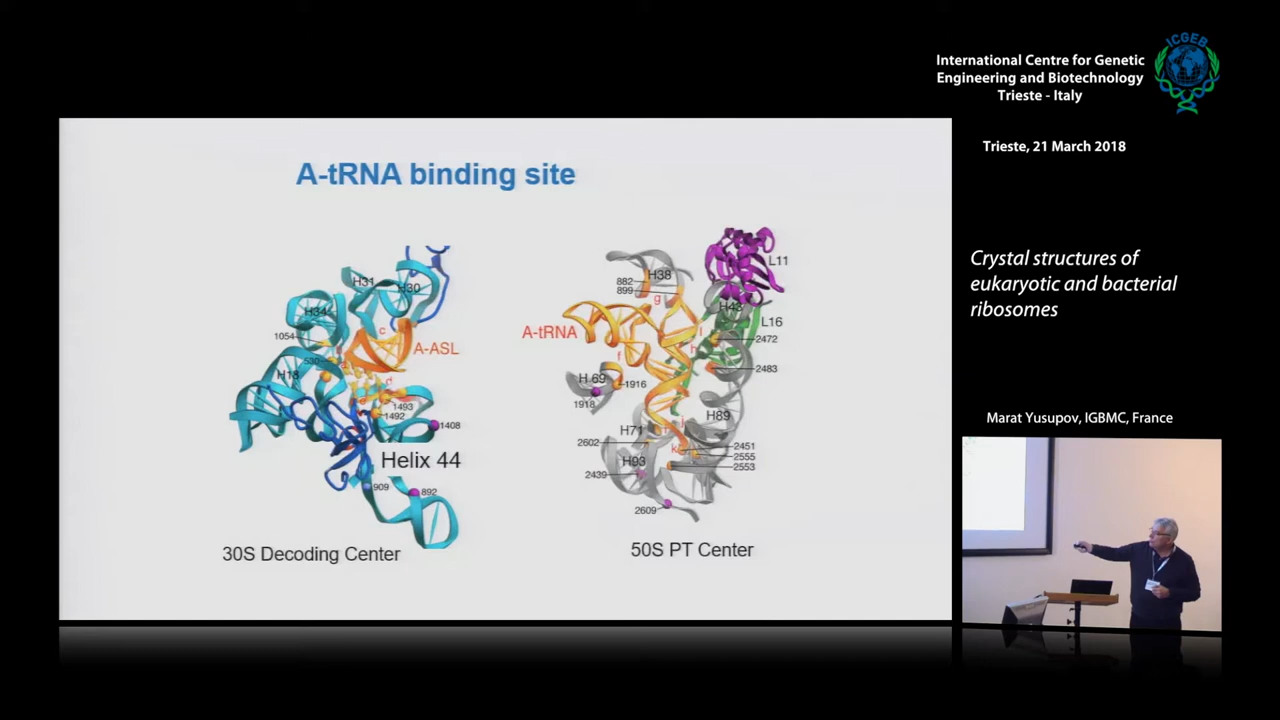 ICGEB
International Centre for Genetic
Engineering and Biotechnology
Trieste - Italy
Trieste, 21 March 2018
Crystal structures of
eukaryotic and bacterial
ribosomes
Marat Yusupov, IGBMC, France
A-tRNA binding site
H31
H30
H34
1054
c
A-ASL
530
a
H18
d
1493
1492
1408
Helix 44
909
892
30S Decoding Center
L11
H38
882
899
g
H43
L16
A-tRNA
i
2472
h
f
2483
H 69
1916
1918
H89
H71
j
2602
k
2451
2555
H93
2553
2439
2609
50S PT Center